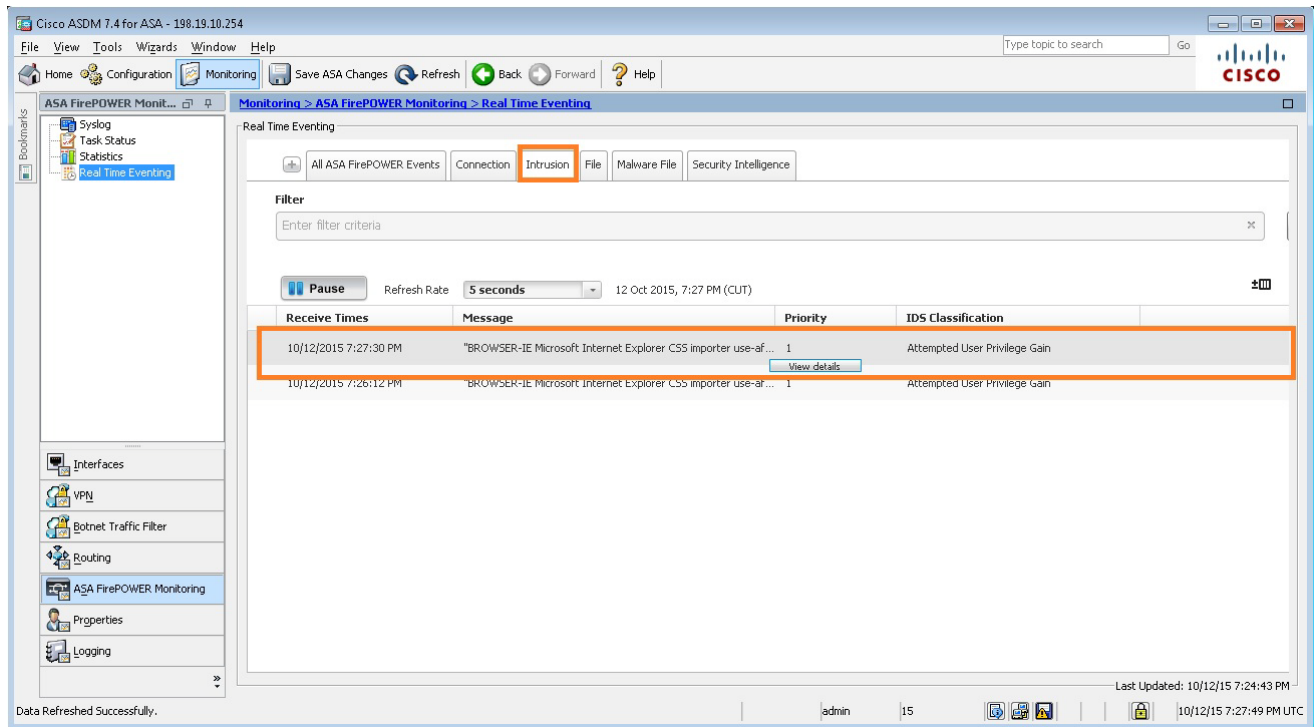 Cisco ASDM 7.4 for ASA - 198.19.10.254
File View Tools Wizards Window Help
Type topic to search Go
CISCO
Home Configuration Monitoring Save ASA Changes Refresh Back Forward Help
Bookmarks
ASA FirePOWER Monit...
Syslog
Task Status
Statistics
Real Time Eventing
Interfaces
VPN
Botnet Traffic Filter
Routing
ASA FirePOWER Monitoring
Properties
Logging
Monitoring > ASA FirePOWER Monitoring > Real Time Eventing
Real Time Eventing
All ASA FirePOWER Events Connection Intrusion File Malware File Security Intelligence
Filter
Enter filter criteria
Pause Refresh Rate 5 seconds 12 Oct 2015, 7:27 PM (CUT)
Receive Times Message Priority IDS Classification
10/12/2015 7:27:30 PM "BROWSER-IE Microsoft Internet Explorer CSS importer use-af... 1 Attempted User Privilege Gain
View details
10/12/2015 7:26:12 PM "BROWSER-IE Microsoft Internet Explorer CSS importer use-af... 1 Attempted User Privilege Gain
Last Updated: 10/12/15 7:24:43 PM
Data Refreshed Successfully. admin 15 10/12/15 7:27:49 PM UTC